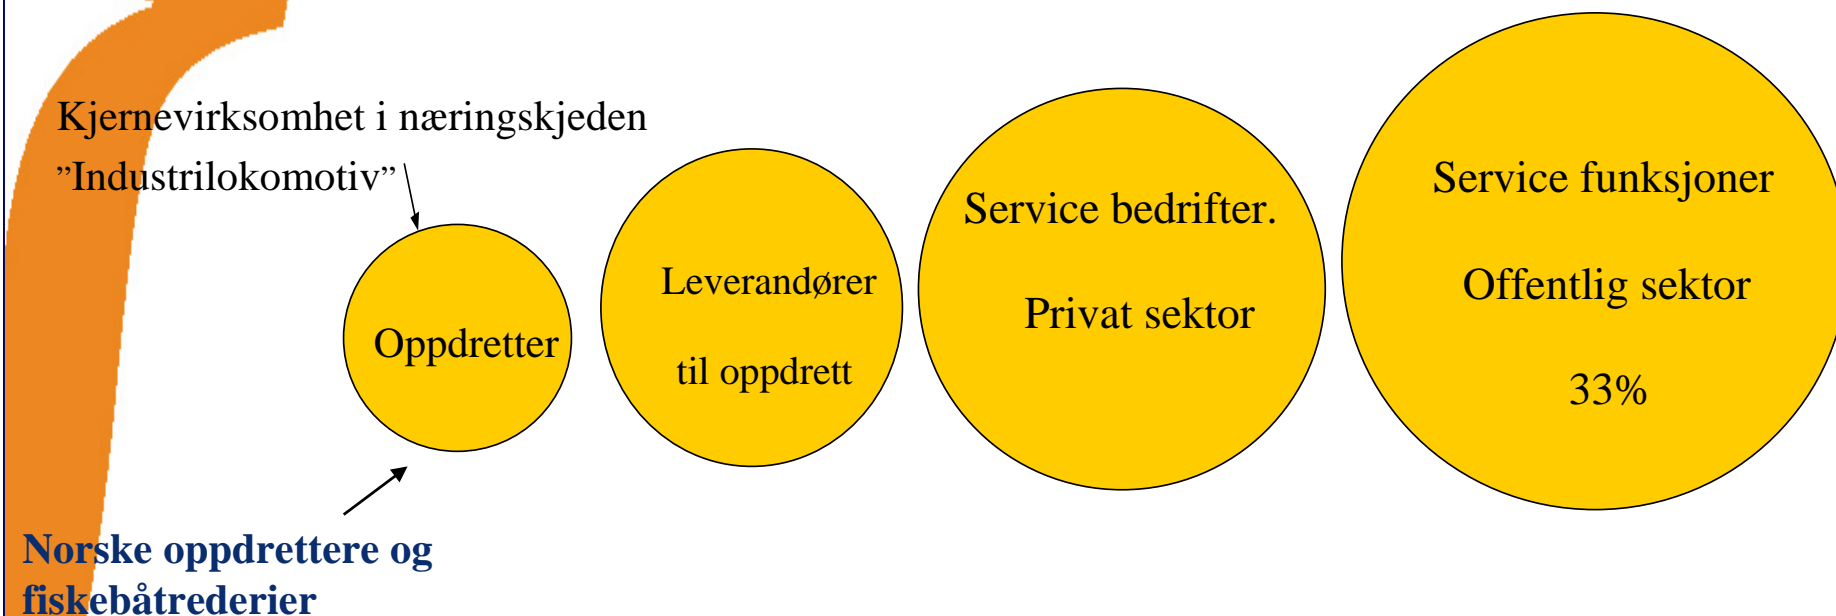 Kjernevirksomhet i næringskjeden
”Industrilokomotiv”
Oppdretter
Leverandører
til oppdrett
Service bedrifter.
Privat sektor
Service funksjoner
Offentlig sektor
33%
Norske oppdrettere og
fiskebåtrederier